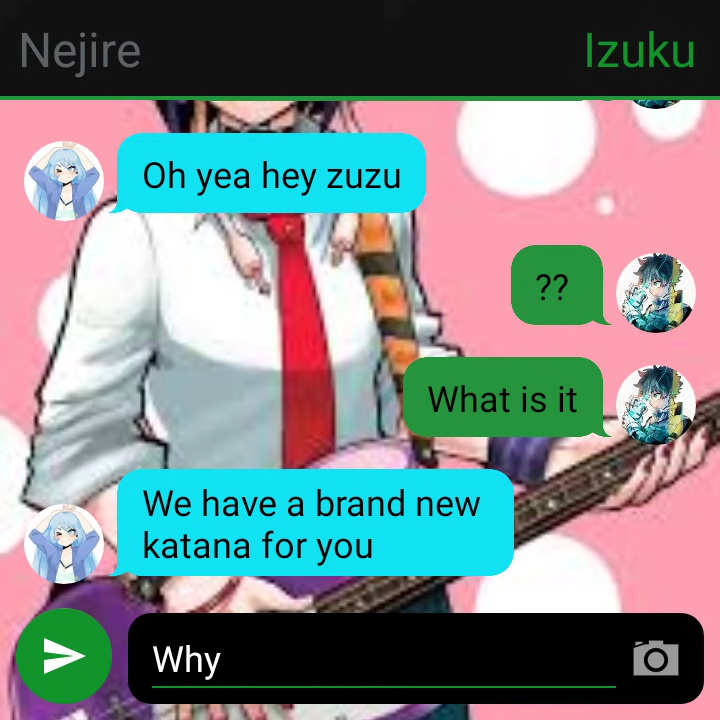 Nejire
Izuku
Oh yea hey zuzu
??
What is it
We have a brand new
katana for you
Why